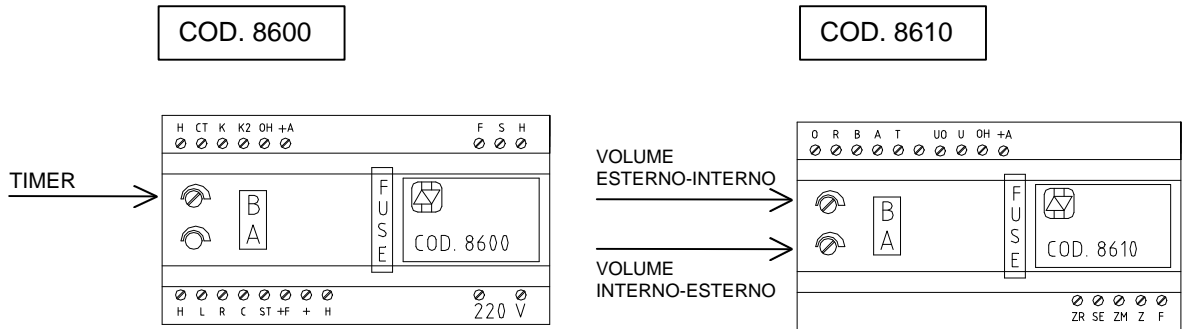 COD. 8600
COD. 8610
TIMER
H CT K K2 OH +A
F S H
B
A
FUSE
COD. 8600
H L R C ST +F + H
220 V
VOLUME
ESTERNO-INTERNO
VOLUME
INTERNO-ESTERNO
O R B A T UO U OH +A
B
A
FUSE
COD. 8610
ZR SE ZM Z F